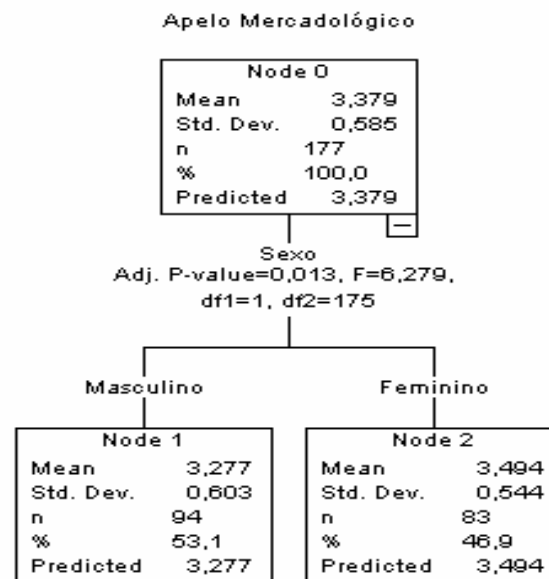 Apelo Mercadológico
Node 0
Mean 3,379
Std. Dev. 0,585
n 177
% 100,0
Predicted 3,379
Sexo
Adj. P-value=0,013, F=6,279,
df1=1, df2=175
Masculino
Feminino
Node 1
Mean 3,277
Std. Dev. 0,603
n 94
% 53,1
Predicted 3,277
Node 2
Mean 3,494
Std. Dev. 0,544
n 83
% 46,9
Predicted 3,494